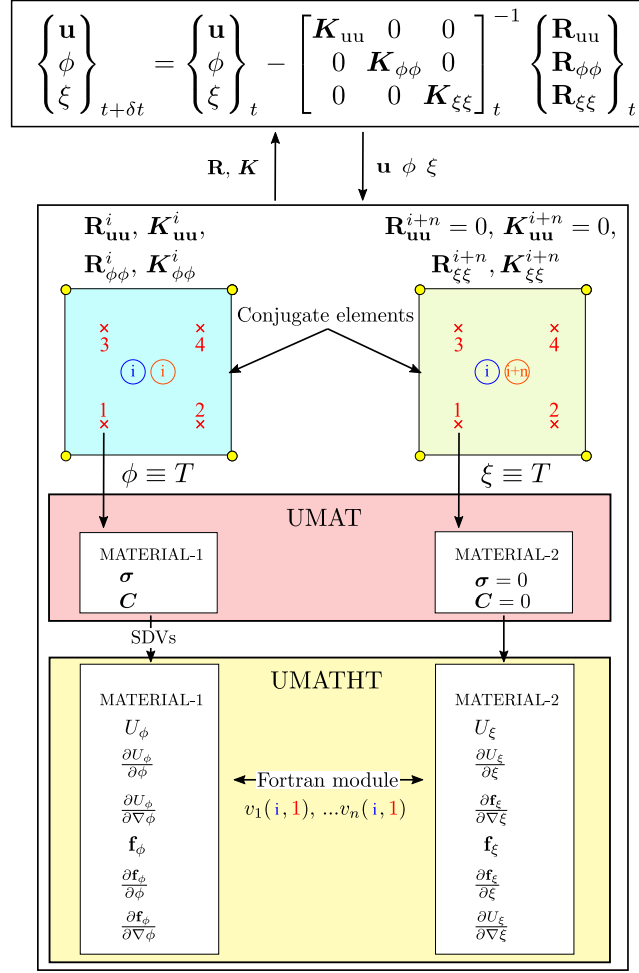 {u ϕ ξ}_{t+δt} = {u ϕ ξ}_t − [K_uu 0 0; 0 K_ϕϕ 0; 0 0 K_ξξ]_t^{-1} {R_uu R_ϕϕ R_ξξ}_t
R, K
u ϕ ξ
R^i_uu, K^i_uu,
R^i_ϕϕ, K^i_ϕϕ
R^{i+n}_uu = 0, K^{i+n}_uu = 0,
R^{i+n}_ξξ, K^{i+n}_ξξ
Conjugate elements
3 4
i i
1 2
3 4
i i+n
1 2
ϕ ≡ T
ξ ≡ T
UMAT
MATERIAL-1
σ
C
MATERIAL-2
σ = 0
C = 0
SDVs
UMATHT
MATERIAL-1
U_ϕ
∂U_ϕ/∂ϕ
∂U_ϕ/∂∇ϕ
f_ϕ
∂f_ϕ/∂ϕ
∂f_ϕ/∂∇ϕ
Fortran module
v_1(i,1), ...v_n(i,1)
MATERIAL-2
U_ξ
∂U_ξ/∂ξ
∂f_ξ/∂∇ξ
f_ξ
∂f_ξ/∂ξ
∂U_ξ/∂∇ξ